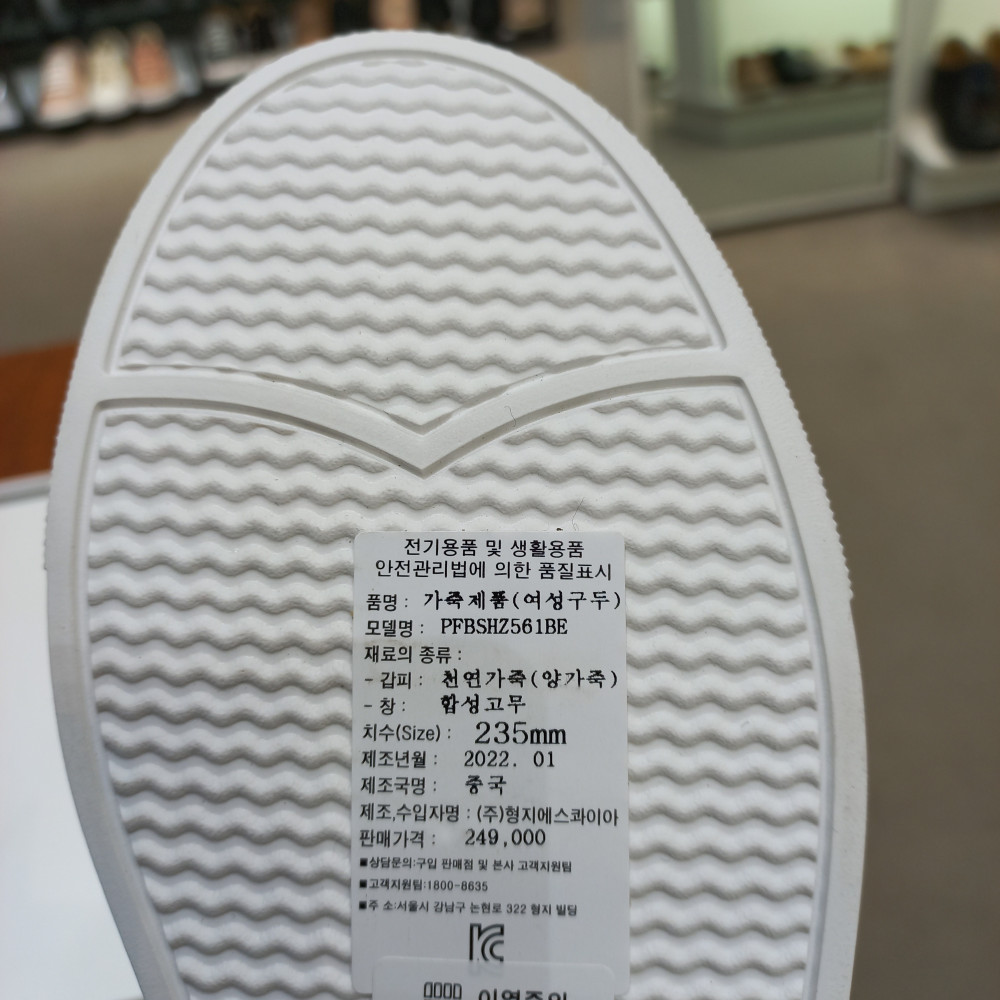 전기용품 및 생활용품
안전관리법에 의한 품질표시
품명 : 가죽제품(여성구두)
모델명 : PFBSHZ561BE
재료의 종류 :
- 갑피 : 천연가죽(양가죽)
- 창 : 합성고무
치수(Size) : 235mm
제조년월 : 2022. 01
제조국명 : 중국
제조,수입자명 : (주)형지에스콰이아
판매가격 : 249,000
■상담문의:구입 판매점 및 본사 고객지원팀
■고객지원팀:1800-8635
■주 소:서울시 강남구 논현로 322 형지 빌딩
KC